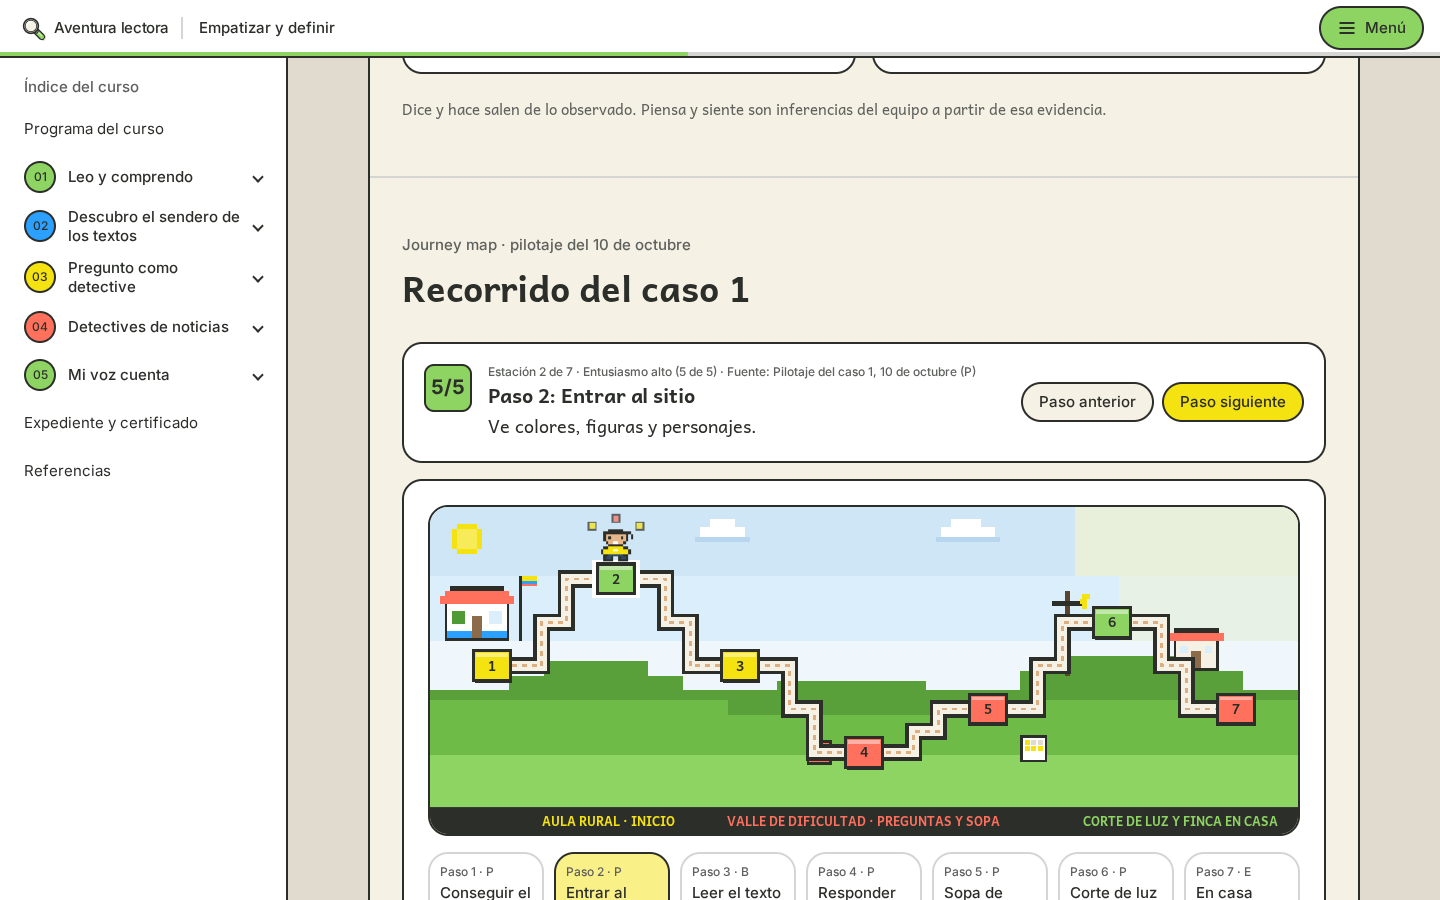 Aventura lectora
Empatizar y definir
Menú
Índice del curso
Programa del curso
01 Leo y comprendo
02 Descubro el sendero de
los textos
03 Pregunto como
detective
04 Detectives de noticias
05 Mi voz cuenta
Expediente y certificado
Referencias
Dice y hace salen de lo observado. Piensa y siente son inferencias del equipo a partir de esa evidencia.
Journey map · pilotaje del 10 de octubre
Recorrido del caso 1
5/5
Estación 2 de 7 · Entusiasmo alto (5 de 5) · Fuente: Pilotaje del caso 1, 10 de octubre (P)
Paso 2: Entrar al sitio
Ve colores, figuras y personajes.
Paso anterior
Paso siguiente
1
2
3
4
5
6
7
AULA RURAL · INICIO
VALLE DE DIFICULTAD · PREGUNTAS Y SOPA
CORTE DE LUZ Y FINCA EN CASA
Paso 1 · P
Conseguir el
Paso 2 · P
Entrar al
Paso 3 · B
Leer el texto
Paso 4 · P
Responder
Paso 5 · P
Sopa de
Paso 6 · P
Corte de luz
Paso 7 · E
En casa